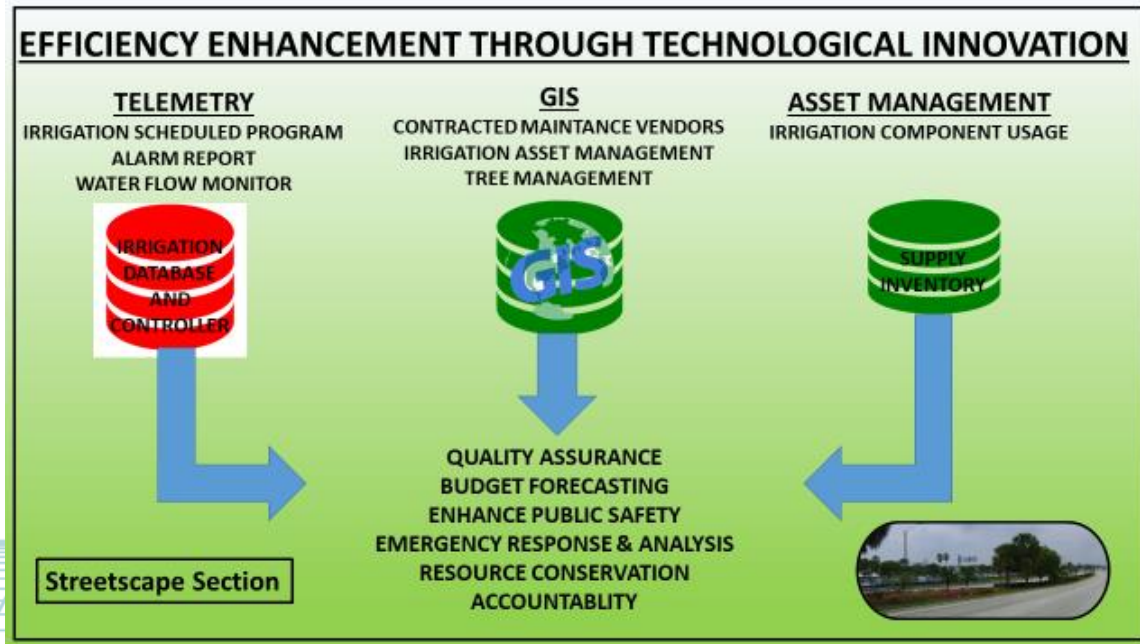 EFFICIENCY ENHANCEMENT THROUGH TECHNOLOGICAL INNOVATION
TELEMETRY
IRRIGATION SCHEDULED PROGRAM
ALARM REPORT
WATER FLOW MONITOR
IRRIGATION
DATABASE
AND
CONTROLLER
GIS
CONTRACTED MAINTANCE VENDORS
IRRIGATION ASSET MANAGEMENT
TREE MANAGEMENT
GIS
ASSET MANAGEMENT
IRRIGATION COMPONENT USAGE
SUPPLY
INVENTORY
QUALITY ASSURANCE
BUDGET FORECASTING
ENHANCE PUBLIC SAFETY
EMERGENCY RESPONSE & ANALYSIS
RESOURCE CONSERVATION
ACCOUNTABLITY
Streetscape Section